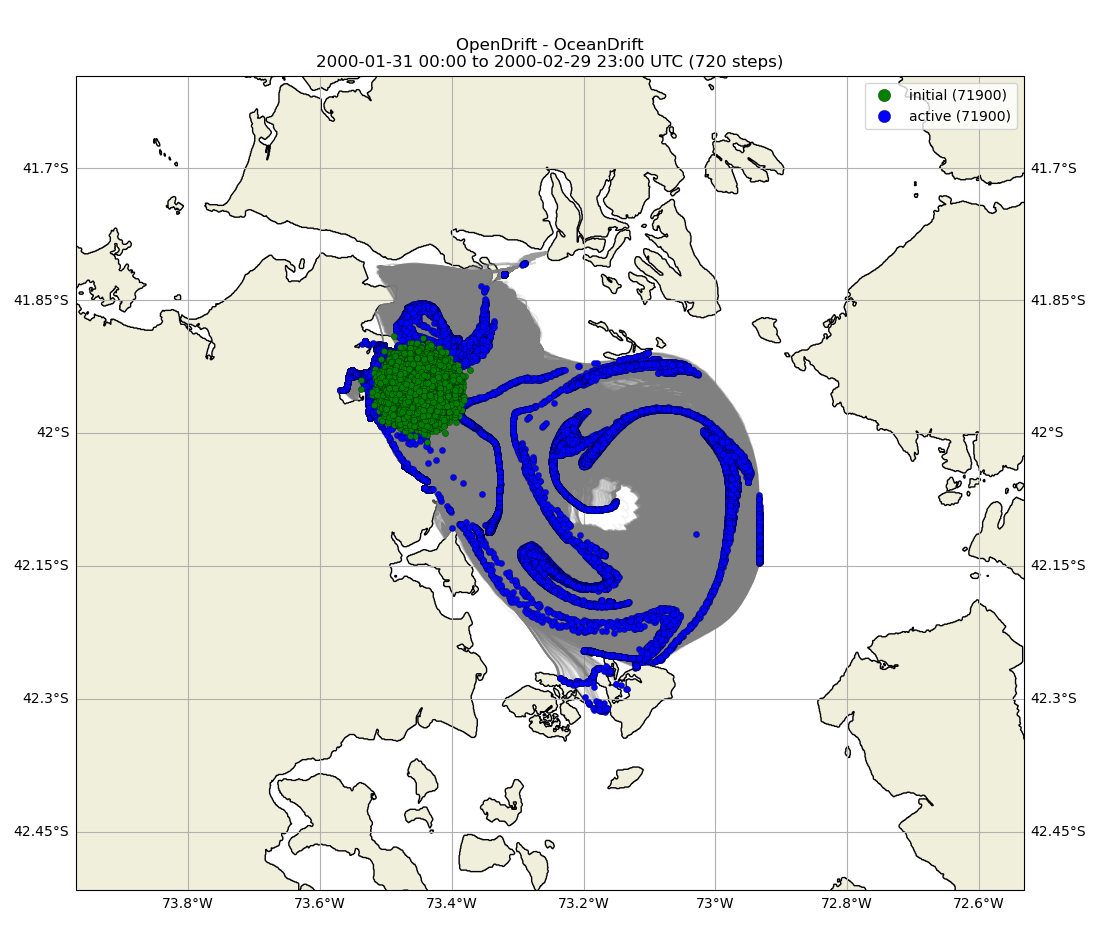 OpenDrift - OceanDrift
2000-01-31 00:00 to 2000-02-29 23:00 UTC (720 steps)
initial (71900)
active (71900)
41.7°S
41.7°S
41.85°S
41.85°S
42°S
42°S
42.15°S
42.15°S
42.3°S
42.3°S
42.45°S
42.45°S
73.8°W
73.6°W
73.4°W
73.2°W
73°W
72.8°W
72.6°W